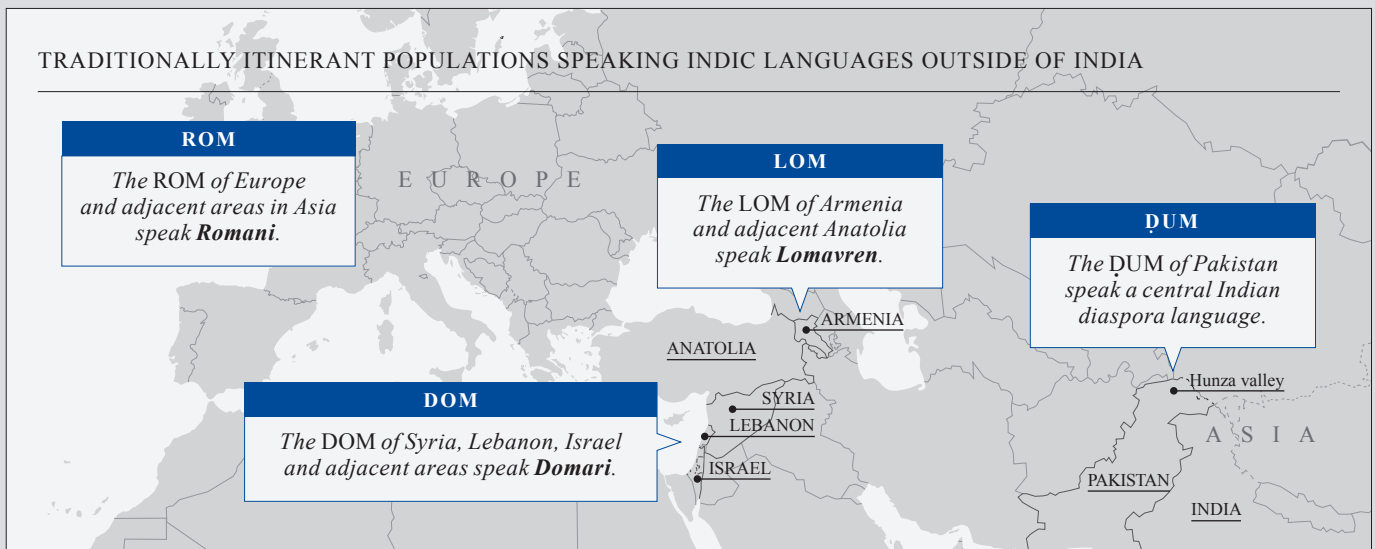 TRADITIONALLY ITINERANT POPULATIONS SPEAKING INDIC LANGUAGES OUTSIDE OF INDIA
ROM
The ROM of Europe
and adjacent areas in Asia
speak Romani.
EUROPE
LOM
The LOM of Armenia
and adjacent Anatolia
speak Lomavren.
ḌUM
The ḌUM of Pakistan
speak a central Indian
diaspora language.
ARMENIA
ANATOLIA
Hunza valley
DOM
The DOM of Syria, Lebanon, Israel
and adjacent areas speak Domari.
SYRIA
LEBANON
ISRAEL
ASIA
PAKISTAN
INDIA